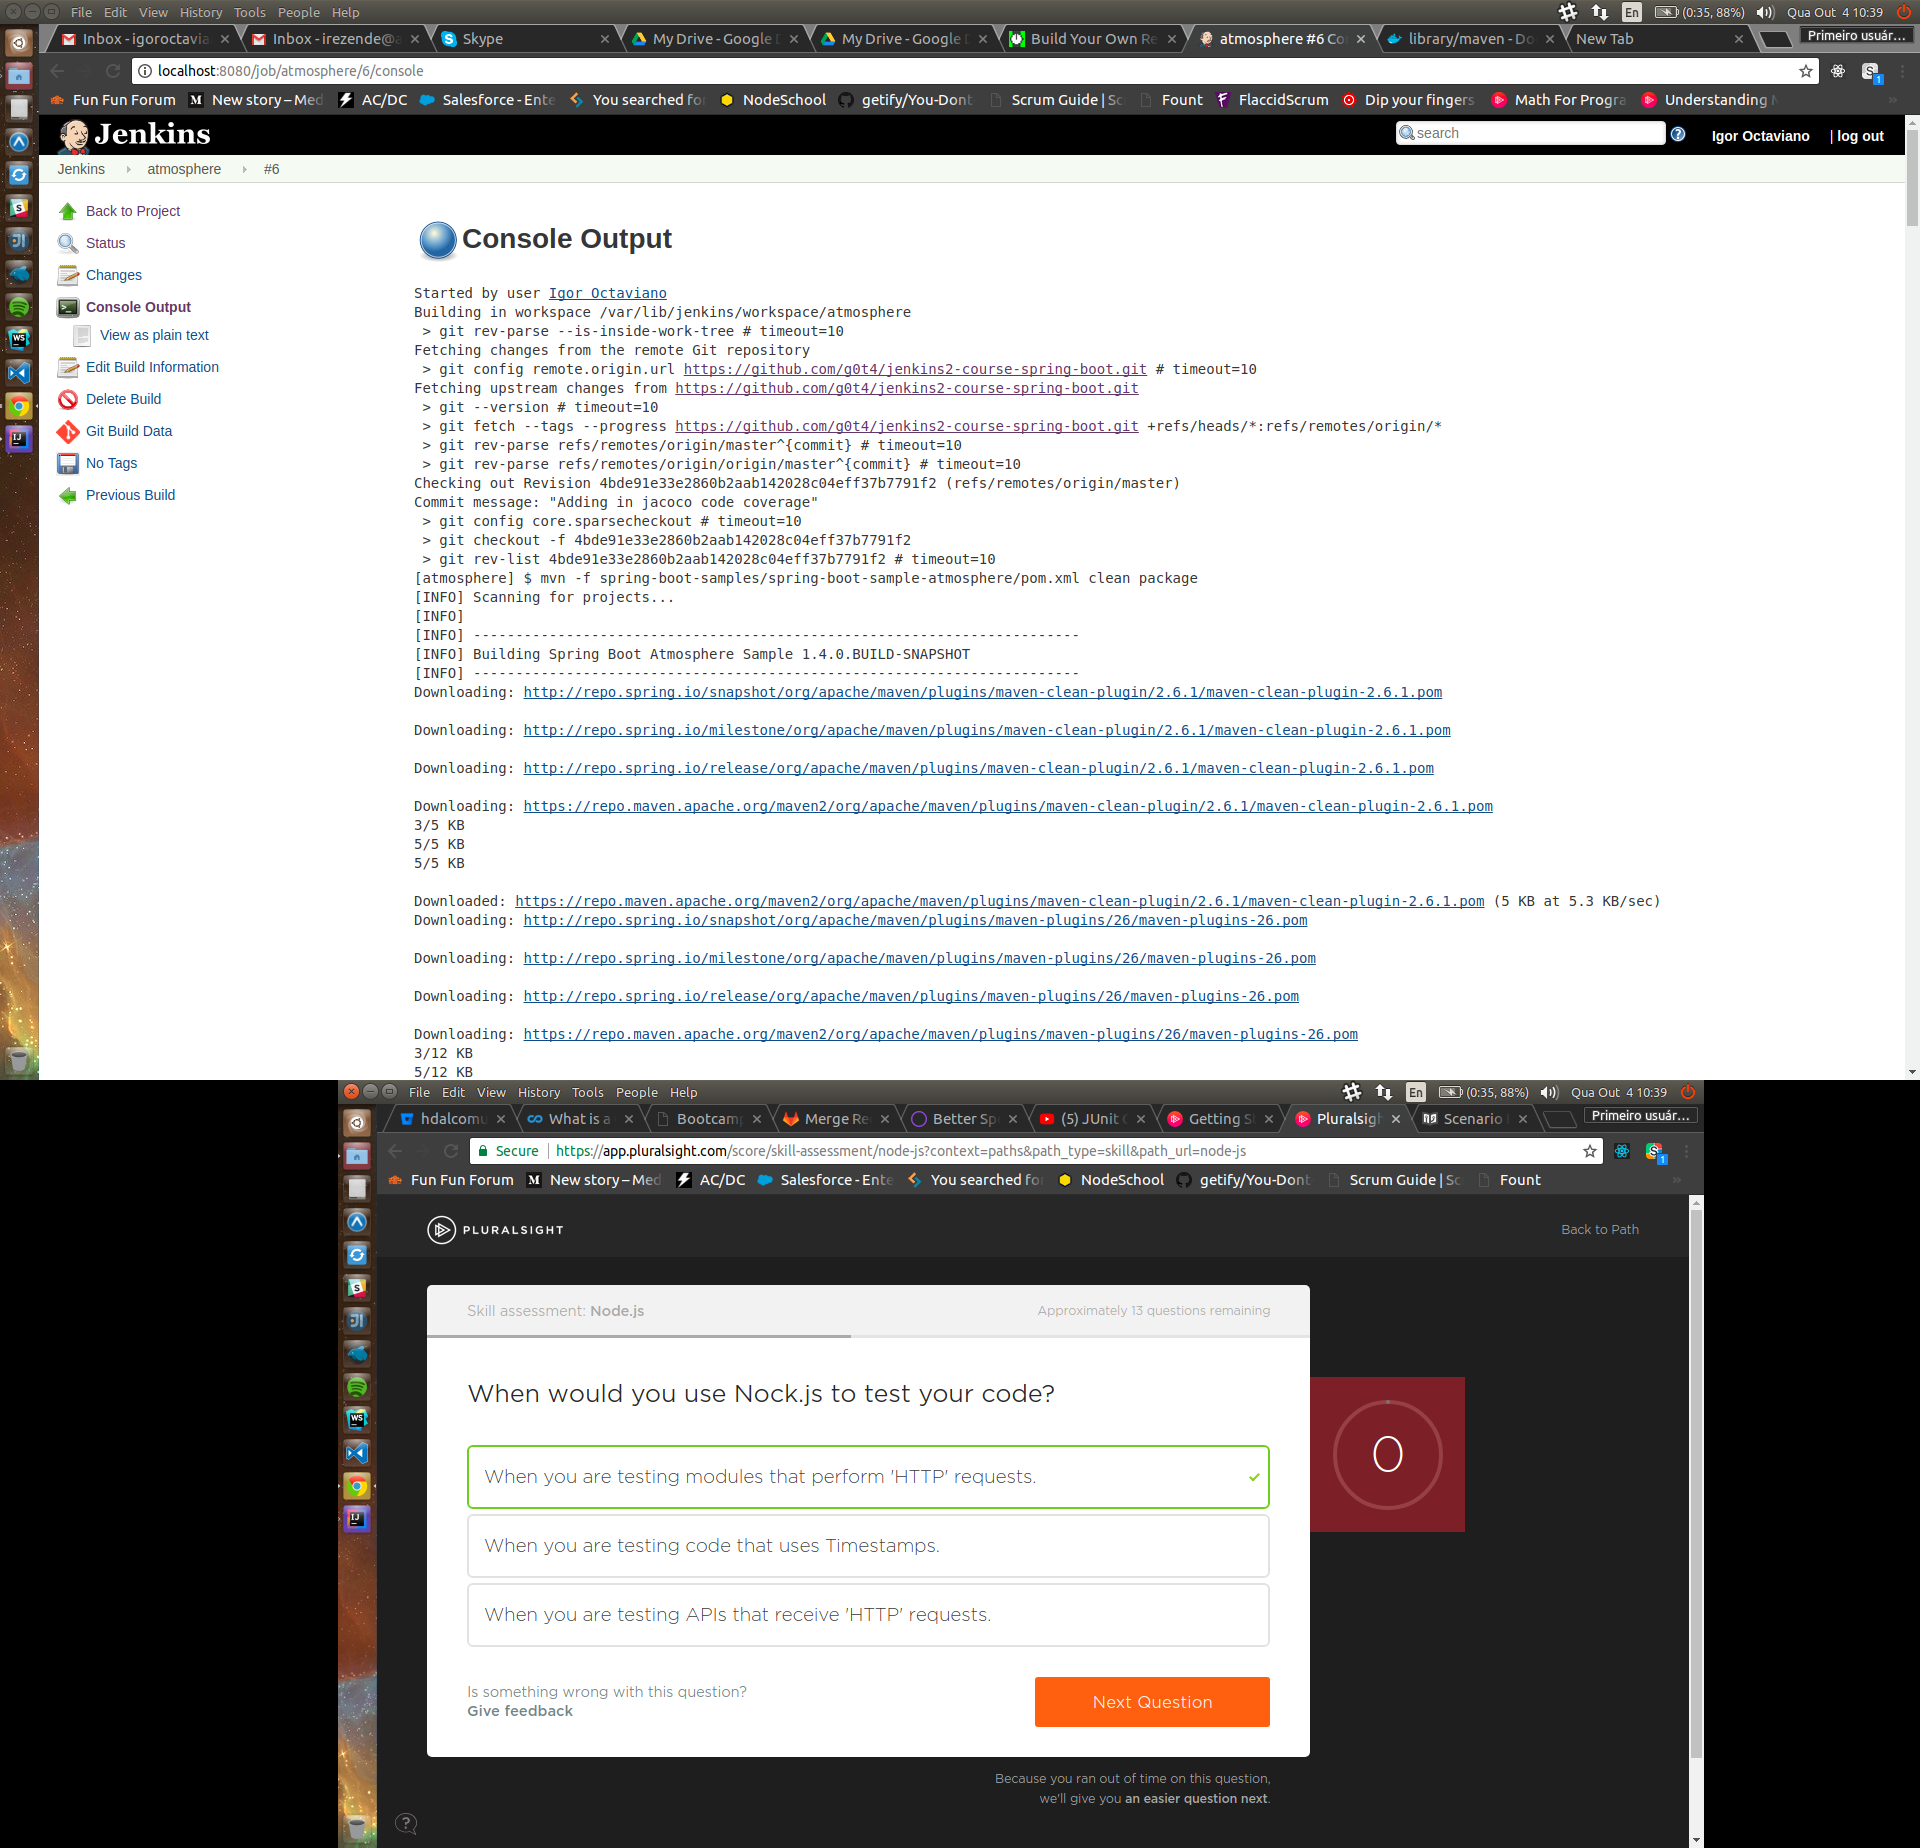 File Edit View History Tools People Help
En (0:35, 88%) Qua Out 4 10:39
Inbox - igoroctavia
Inbox - irezende@a
Skype
My Drive - Google D
My Drive - Google D
Build Your Own Re
atmosphere #6 Co
library/maven - Do
New Tab
Primeiro usuár...
localhost:8080/job/atmosphere/6/console
Fun Fun Forum
New story – Med
AC/DC
Salesforce - Ente
You searched fo
NodeSchool
getify/You-Dont
Scrum Guide | Sc
Fount
FlaccidScrum
Dip your fingers
Math For Progra
Understanding
Jenkins
search
Igor Octaviano
| log out
Jenkins atmosphere #6
Back to Project
Status
Changes
Console Output
View as plain text
Edit Build Information
Delete Build
Git Build Data
No Tags
Previous Build
Console Output
Started by user Igor Octaviano
Building in workspace /var/lib/jenkins/workspace/atmosphere
> git rev-parse --is-inside-work-tree # timeout=10
Fetching changes from the remote Git repository
> git config remote.origin.url https://github.com/g0t4/jenkins2-course-spring-boot.git # timeout=10
Fetching upstream changes from https://github.com/g0t4/jenkins2-course-spring-boot.git
> git --version # timeout=10
> git fetch --tags --progress https://github.com/g0t4/jenkins2-course-spring-boot.git +refs/heads/*:refs/remotes/origin/*
> git rev-parse refs/remotes/origin/master^{commit} # timeout=10
> git rev-parse refs/remotes/origin/origin/master^{commit} # timeout=10
Checking out Revision 4bde91e33e2860b2aab142028c04eff37b7791f2 (refs/remotes/origin/master)
Commit message: "Adding in jacoco code coverage"
> git config core.sparsecheckout # timeout=10
> git checkout -f 4bde91e33e2860b2aab142028c04eff37b7791f2
> git rev-list 4bde91e33e2860b2aab142028c04eff37b7791f2 # timeout=10
[atmosphere] $ mvn -f spring-boot-samples/spring-boot-sample-atmosphere/pom.xml clean package
[INFO] Scanning for projects...
[INFO]
[INFO] ------------------------------------------------------------------------
[INFO] Building Spring Boot Atmosphere Sample 1.4.0.BUILD-SNAPSHOT
[INFO] ------------------------------------------------------------------------
Downloading: http://repo.spring.io/snapshot/org/apache/maven/plugins/maven-clean-plugin/2.6.1/maven-clean-plugin-2.6.1.pom
Downloading: http://repo.spring.io/milestone/org/apache/maven/plugins/maven-clean-plugin/2.6.1/maven-clean-plugin-2.6.1.pom
Downloading: http://repo.spring.io/release/org/apache/maven/plugins/maven-clean-plugin/2.6.1/maven-clean-plugin-2.6.1.pom
Downloading: https://repo.maven.apache.org/maven2/org/apache/maven/plugins/maven-clean-plugin/2.6.1/maven-clean-plugin-2.6.1.pom
3/5 KB
5/5 KB
5/5 KB
Downloaded: https://repo.maven.apache.org/maven2/org/apache/maven/plugins/maven-clean-plugin/2.6.1/maven-clean-plugin-2.6.1.pom (5 KB at 5.3 KB/sec)
Downloading: http://repo.spring.io/snapshot/org/apache/maven/plugins/maven-plugins/26/maven-plugins-26.pom
Downloading: http://repo.spring.io/milestone/org/apache/maven/plugins/maven-plugins/26/maven-plugins-26.pom
Downloading: http://repo.spring.io/release/org/apache/maven/plugins/maven-plugins/26/maven-plugins-26.pom
Downloading: https://repo.maven.apache.org/maven2/org/apache/maven/plugins/maven-plugins/26/maven-plugins-26.pom
3/12 KB
5/12 KB
File Edit View History Tools People Help
En (0:35, 88%) Qua Out 4 10:39
hdalcomu
What is a
Bootcam
Merge Re
Better Sp
(5) JUnit
Getting St
Pluralsigh
Scenario
Primeiro usuár...
Secure https://app.pluralsight.com/score/skill-assessment/node-js?context=paths&path_type=skill&path_url=node-js
Fun Fun Forum
New story – Med
AC/DC
Salesforce - Ente
You searched for
NodeSchool
getify/You-Dont
Scrum Guide | Sc
Fount
PLURALSIGHT
Back to Path
Skill assessment: Node.js
Approximately 13 questions remaining
When would you use Nock.js to test your code?
0
When you are testing modules that perform 'HTTP' requests.
When you are testing code that uses Timestamps.
When you are testing APIs that receive 'HTTP' requests.
Is something wrong with this question?
Give feedback
Next Question
Because you ran out of time on this question,
we'll give you an easier question next.